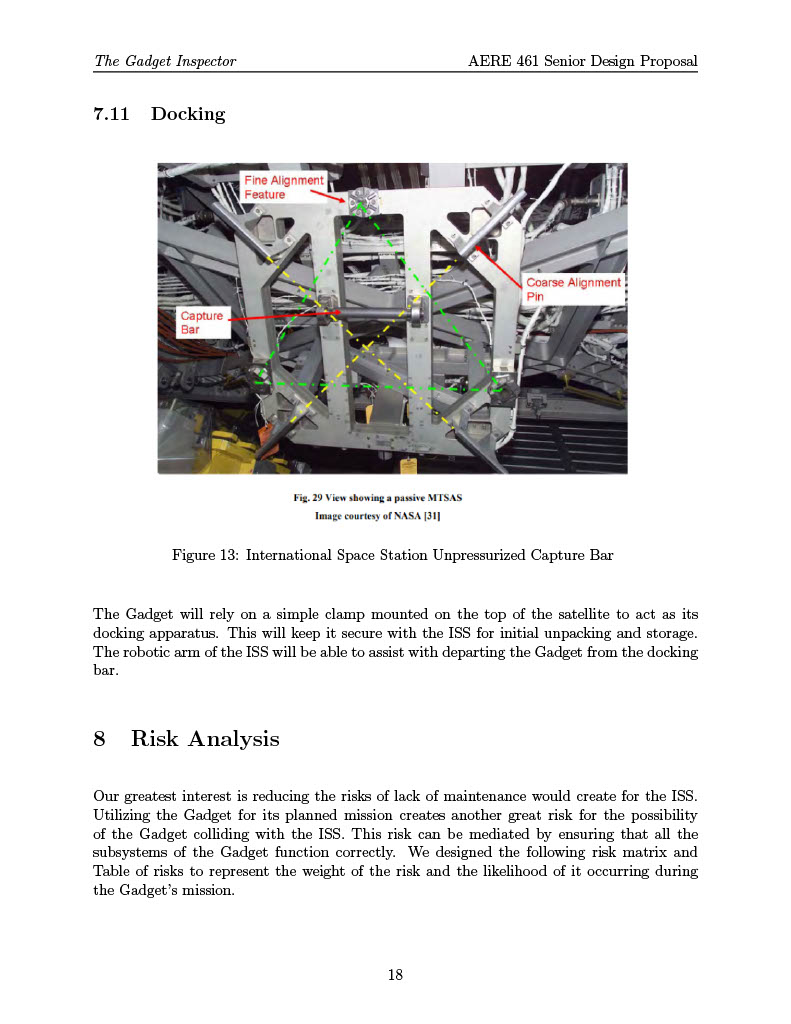 The Gadget Inspector AERE 461 Senior Design Proposal
7.11 Docking
Fine Alignment
Feature
Coarse Alignment
Pin
Capture
Bar
Fig. 29 View showing a passive MTSAS
Image courtesy of NASA [31]
Figure 13: International Space Station Unpressurized Capture Bar
The Gadget will rely on a simple clamp mounted on the top of the satellite to act as its
docking apparatus. This will keep it secure with the ISS for initial unpacking and storage.
The robotic arm of the ISS will be able to assist with departing the Gadget from the docking
bar.
8 Risk Analysis
Our greatest interest is reducing the risks of lack of maintenance would create for the ISS.
Utilizing the Gadget for its planned mission creates another great risk for the possibility
of the Gadget colliding with the ISS. This risk can be mediated by ensuring that all the
subsystems of the Gadget function correctly. We designed the following risk matrix and
Table of risks to represent the weight of the risk and the likelihood of it occurring during
the Gadget's mission.
18